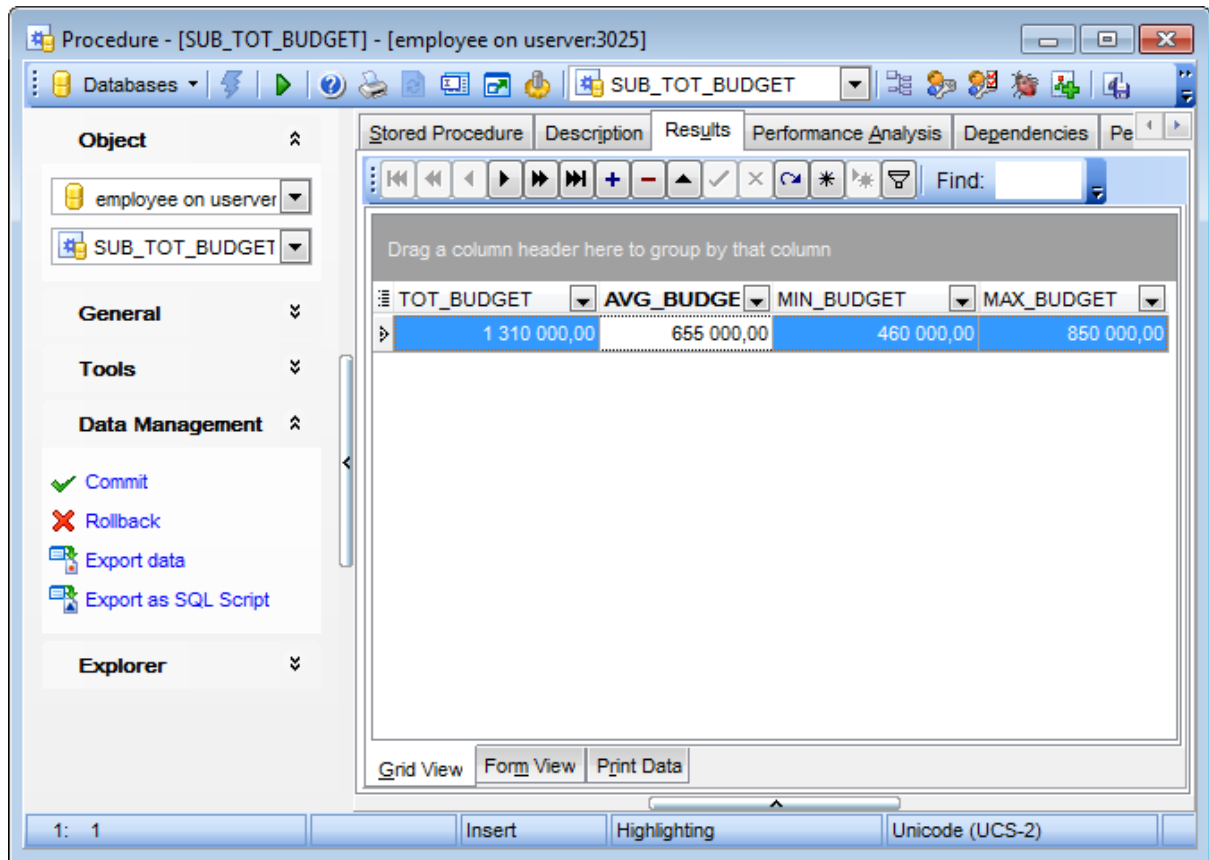 Procedure - [SUB_TOT_BUDGET] - [employee on userver:3025]
Databases SUB_TOT_BUDGET
Object
employee on userver
SUB_TOT_BUDGET
General
Tools
Data Management
Commit
Rollback
Export data
Export as SQL Script
Explorer
Stored Procedure Description Results Performance Analysis Dependencies Pe
Find:
Drag a column header here to group by that column
TOT_BUDGET AVG_BUDGE MIN_BUDGET MAX_BUDGET
1 310 000,00 655 000,00 460 000,00 850 000,00
Grid View Form View Print Data
1: 1 Insert Highlighting Unicode (UCS-2)